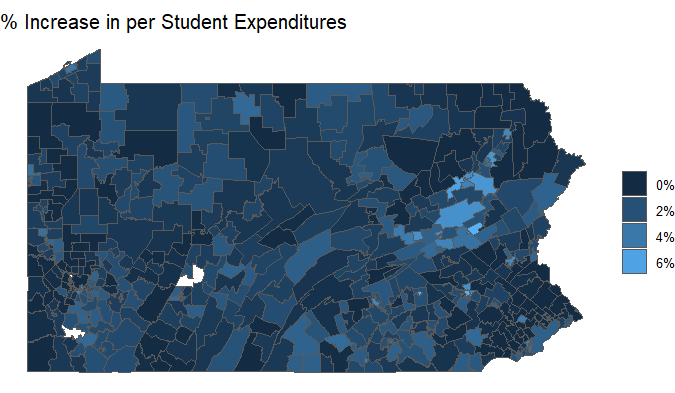 % Increase in per Student Expenditures
0%
2%
4%
6%